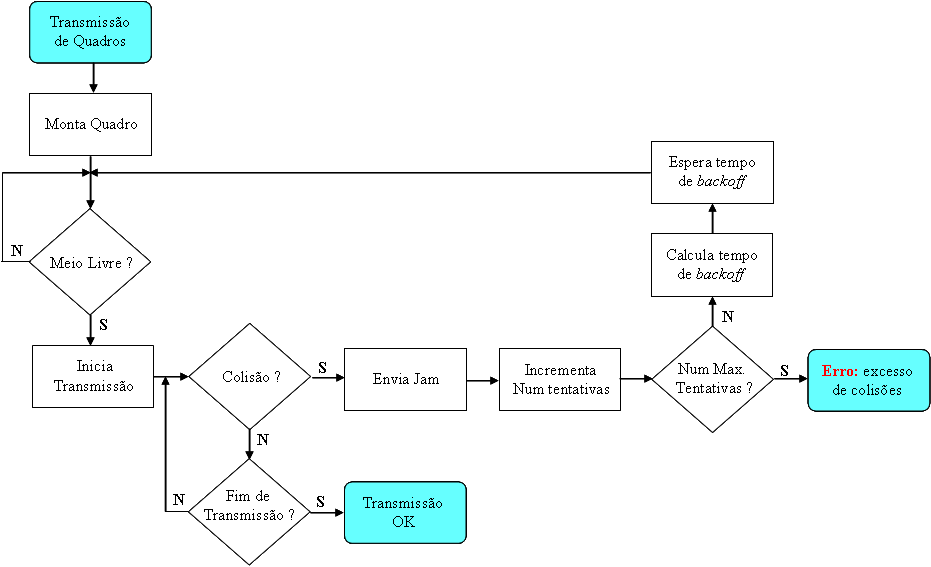 Transmissão
de Quadros
Monta Quadro
Espera tempo
de backoff
N
Meio Livre ?
Calcula tempo
de backoff
S
N
Inicia
Transmissão
Colisão ?
S
Envia Jam
Incrementa
Num tentativas
Num Max.
Tentativas ?
S
Erro: excesso
de colisões
N
N
Fim de
Transmissão ?
S
Transmissão
OK